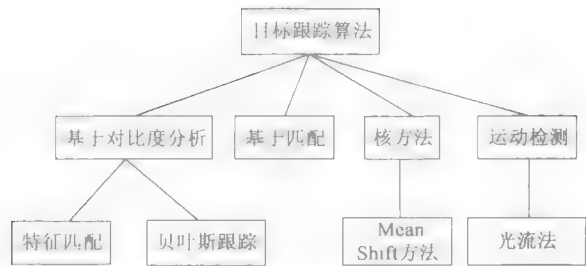 目标跟踪算法
基于对比度分析
基于匹配
核方法
运动检测
特征匹配
贝叶斯跟踪
Mean
Shift方法
光流法